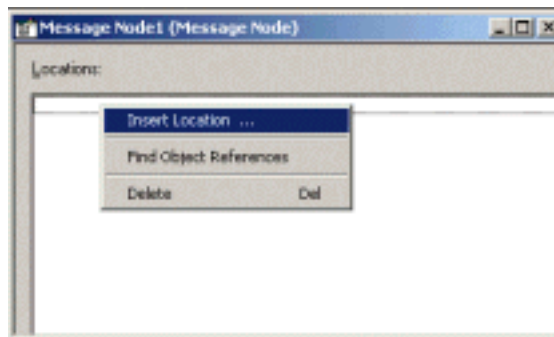 Message Node1 (Message Node)
Locations:
Insert Location ...
Find Object References
Delete Del